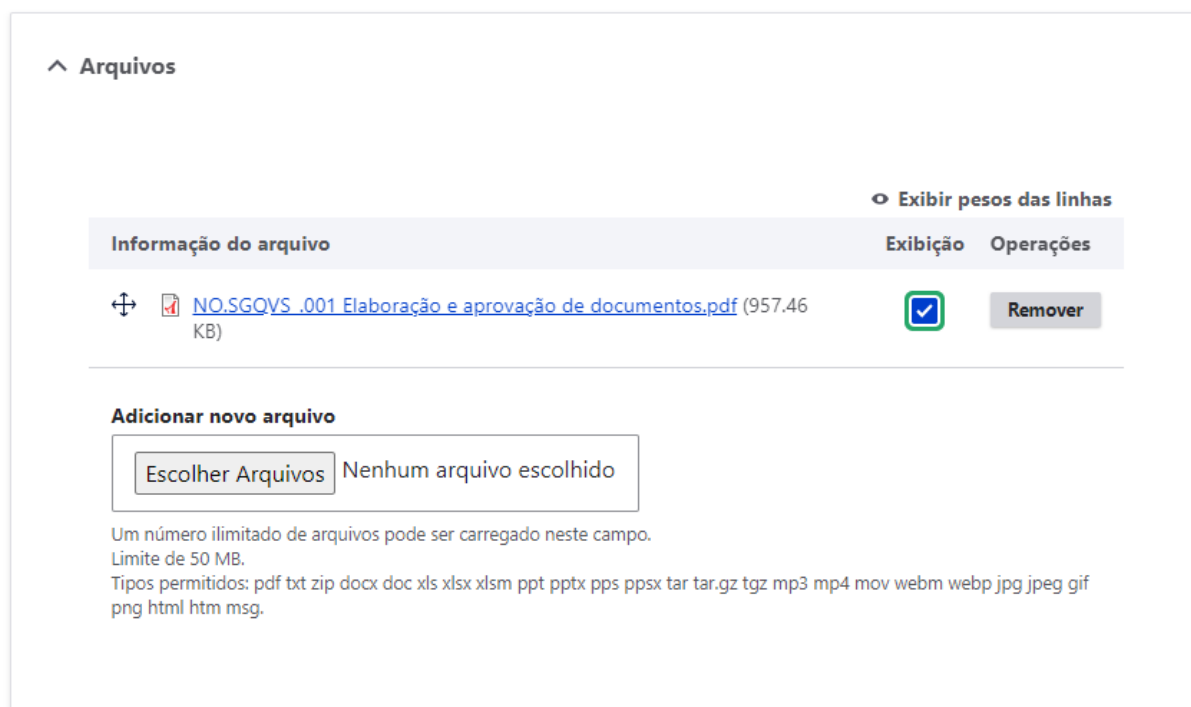 Arquivos
Exibir pesos das linhas
Informação do arquivo Exibição Operações
NO.SGQVS .001 Elaboração e aprovação de documentos.pdf (957.46
KB)
Remover
Adicionar novo arquivo
Escolher Arquivos Nenhum arquivo escolhido
Um número ilimitado de arquivos pode ser carregado neste campo.
Limite de 50 MB.
Tipos permitidos: pdf txt zip docx doc xls xlsx xlsm ppt pptx pps ppsx tar tar.gz tgz mp3 mp4 mov webm webp jpg jpeg gif
png html htm msg.